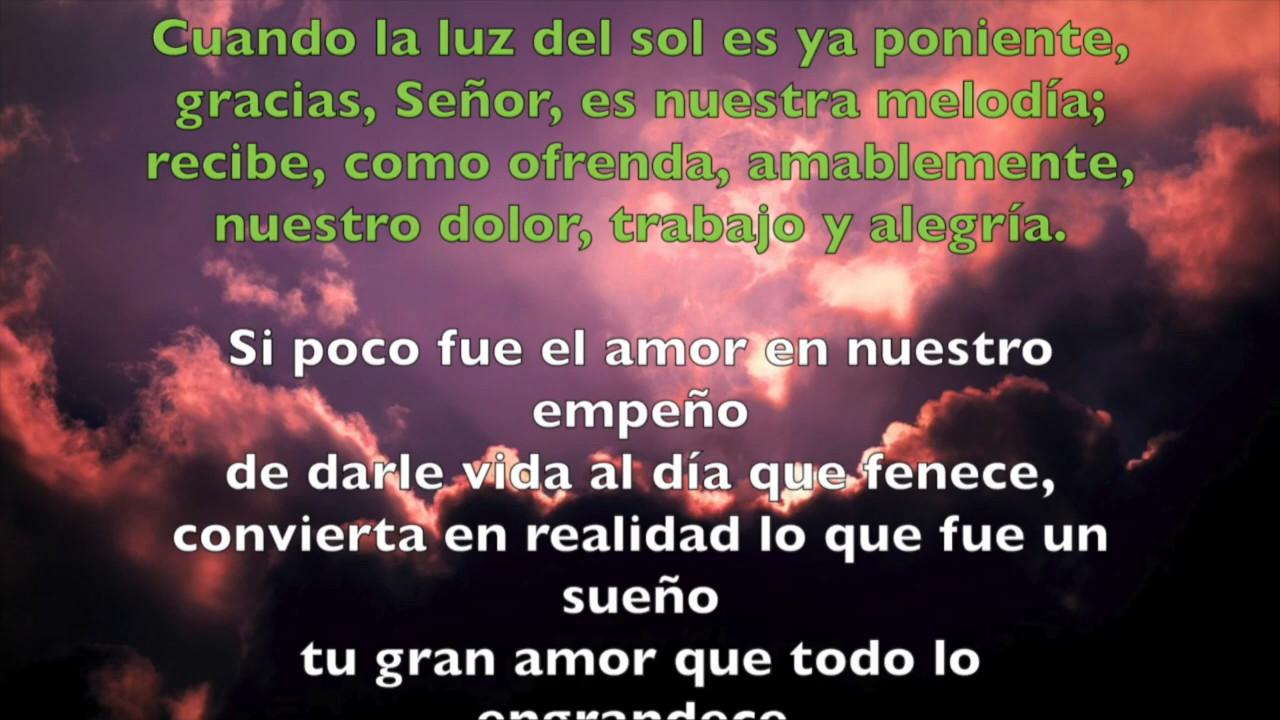 Cuando la luz del sol es ya poniente,
gracias, Señor, es nuestra melodía;
recibe, como ofrenda, amablemente,
nuestro dolor, trabajo y alegría.
Si poco fue el amor en nuestro
empeño
de darle vida al día que fenece,
convierta en realidad lo que fue un
sueño
tu gran amor que todo lo
engrandece.